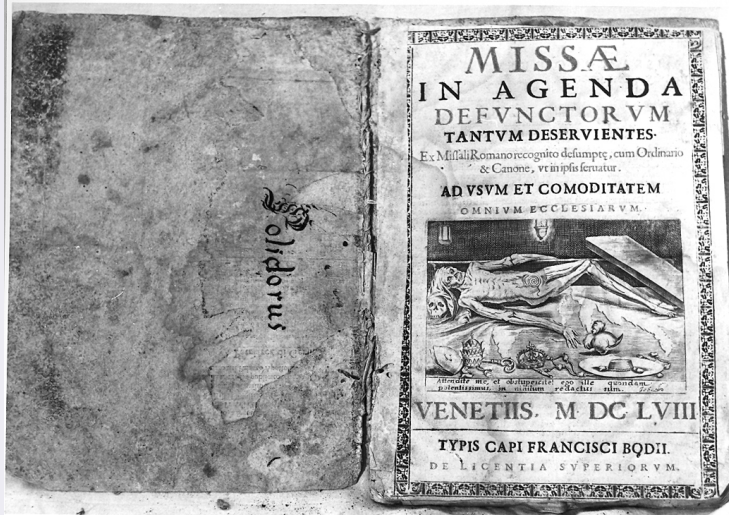 Polidorus
MISSÆ
IN AGENDA
DEFVNCTORVM
TANTVM DESERVIENTES.
Ex Missali Romano recognito desumptę, cum Ordinario
& Canone, vt in ipsis seruatur.
AD VSVM ET COMODITATEM
OMNIVM ECCLESIARVM.
Attendite me, et obstupescite: ego ille quondam
potentissimus, in nihilum redactus sum.
VENETIIS. M DC LVIII
TYPIS CAPI FRANCISCI BODII.
DE LICENTIA SVPERIORVM.